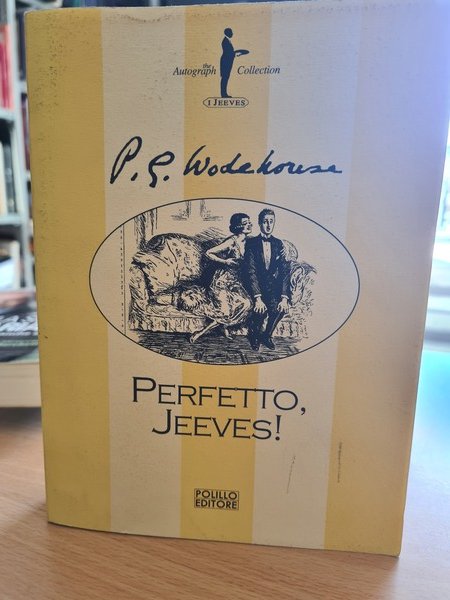 the
Autograph Collection
I JEEVES
P. G. Wodehouse
PERFETTO,
JEEVES!
POLILLO
EDITORE